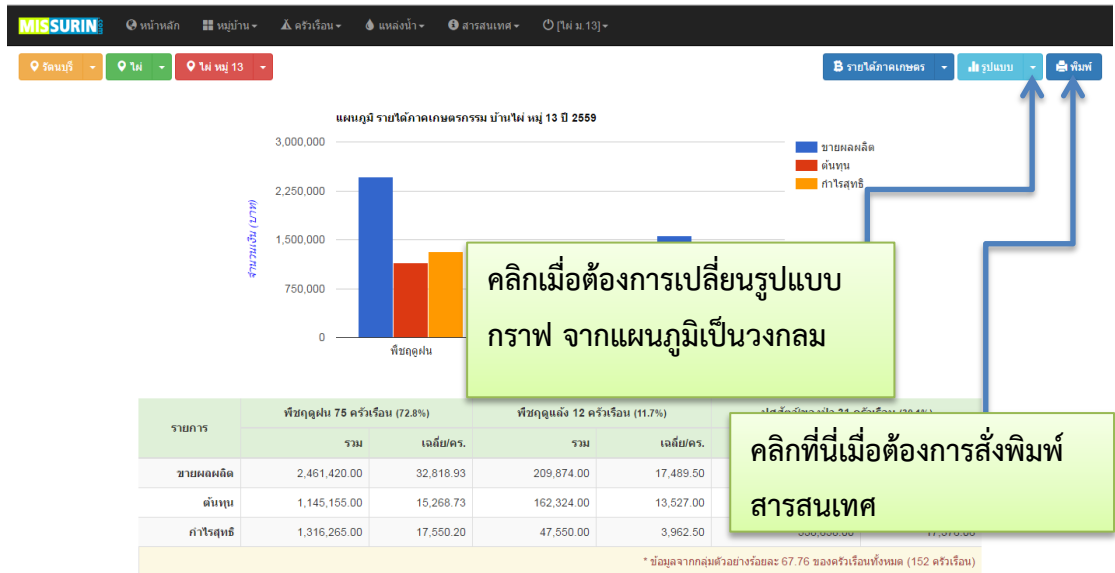 MISSURIN หน้าหลัก หมู่บ้าน ครัวเรือน แหล่งน้ำ สารสนเทศ [ไผ่ ม.13]
รัตนบุรี ไผ่ ไผ่ หมู่ 13 รายได้ภาคเกษตร รูปแบบ พิมพ์
แผนภูมิ รายได้ภาคเกษตรกรรม บ้านไผ่ หมู่ 13 ปี 2559
3,000,000
2,250,000
1,500,000
750,000
0
จำนวนเงิน (บาท)
พืชฤดูฝน
ขายผลผลิต
ต้นทุน
กำไรสุทธิ
คลิกเมื่อต้องการเปลี่ยนรูปแบบ
กราฟ จากแผนภูมิเป็นวงกลม
รายการ พืชฤดูฝน 75 ครัวเรือน (72.8%) พืชฤดูแล้ง 12 ครัวเรือน (11.7%)
รวม เฉลี่ย/คร. รวม เฉลี่ย/คร.
ขายผลผลิต 2,461,420.00 32,818.93 209,874.00 17,489.50
ต้นทุน 1,145,155.00 15,268.73 162,324.00 13,527.00
กำไรสุทธิ 1,316,265.00 17,550.20 47,550.00 3,962.50
คลิกที่นี่เมื่อต้องการสั่งพิมพ์
สารสนเทศ
* ข้อมูลจากกลุ่มตัวอย่างร้อยละ 67.76 ของครัวเรือนทั้งหมด (152 ครัวเรือน)